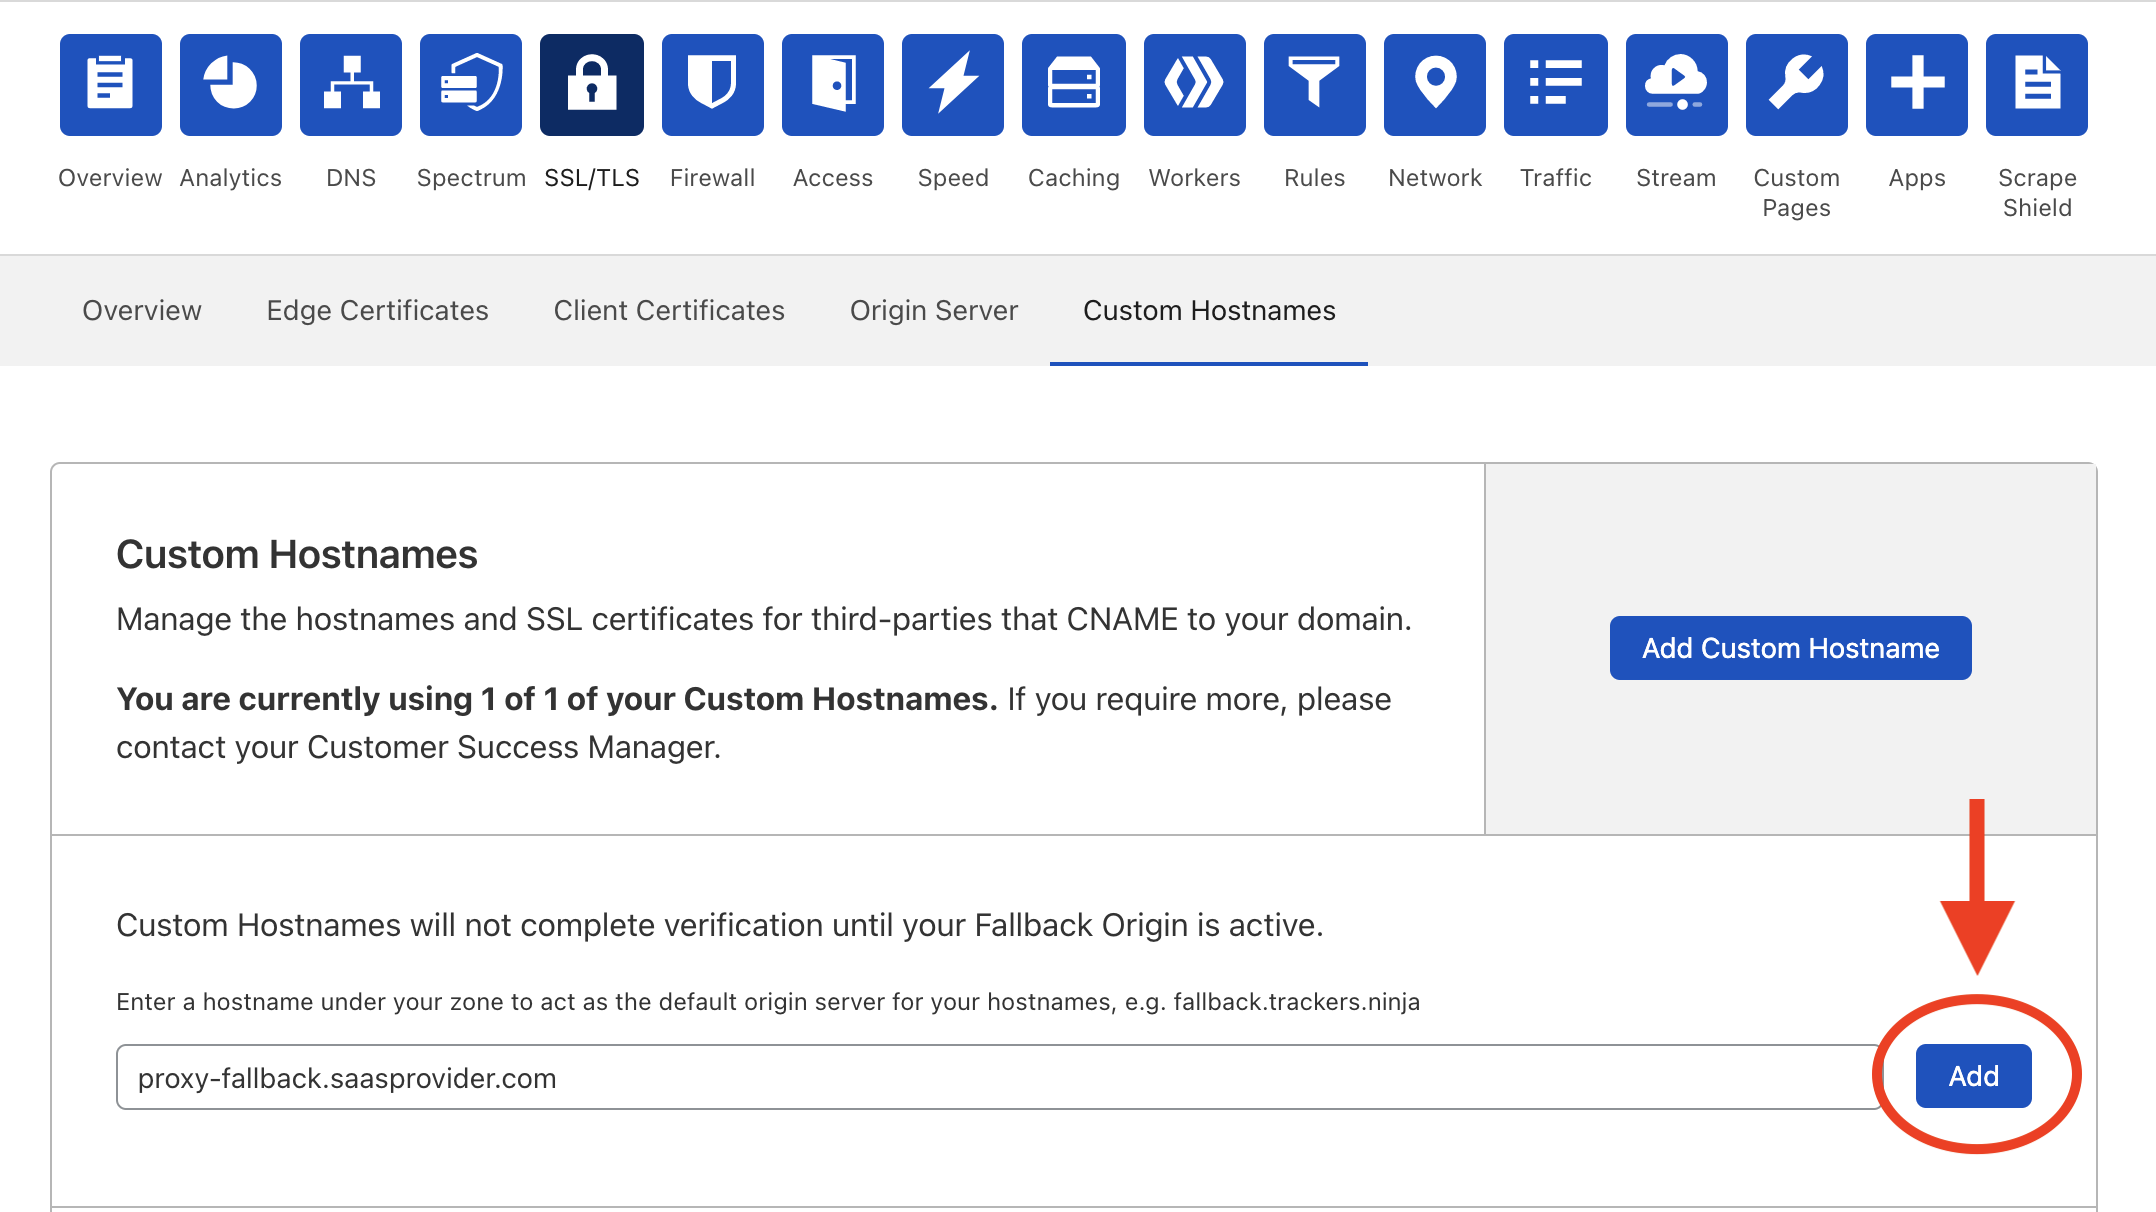 Overview
Analytics
DNS
Spectrum
SSL/TLS
Firewall
Access
Speed
Caching
Workers
Rules
Network
Traffic
Stream
Custom
Pages
Apps
Scrape
Shield
Overview
Edge Certificates
Client Certificates
Origin Server
Custom Hostnames
Custom Hostnames
Manage the hostnames and SSL certificates for third-parties that CNAME to your domain.
You are currently using 1 of 1 of your Custom Hostnames. If you require more, please
contact your Customer Success Manager.
Add Custom Hostname
Custom Hostnames will not complete verification until your Fallback Origin is active.
Enter a hostname under your zone to act as the default origin server for your hostnames, e.g. fallback.trackers.ninja
proxy-fallback.saasprovider.com
Add